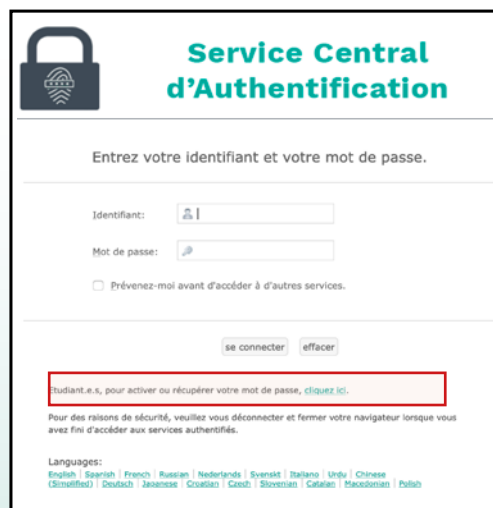 Service Central
d'Authentification
Entrez votre identifiant et votre mot de passe.
Identifiant:
Mot de passe:
Prévenez-moi avant d'accéder à d'autres services.
se connecter effacer
Etudiant.e.s, pour activer ou récupérer votre mot de passe, cliquez ici.
Pour des raisons de sécurité, veuillez vous déconnecter et fermer votre navigateur lorsque vous
avez fini d'accéder aux services authentifiés.
Languages:
English | Spanish | French | Russian | Nederlands | Svenskt | Italiano | Urdu | Chinese
(Simplified) | Deutsch | Japanese | Croatian | Czech | Slovenian | Catalan | Macedonian | Polish